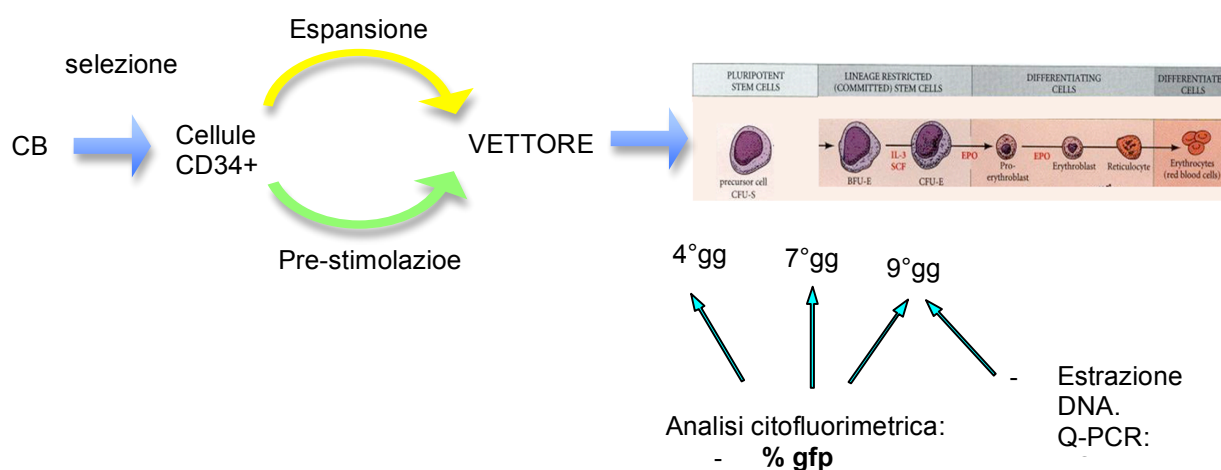 Espansione
selezione
CB
Cellule
CD34+
VETTORE
Pre-stimolazioe
PLURIPOTENT
STEM CELLS
LINEAGE RESTRICTED
(COMMITTED) STEM CELLS
DIFFERENTIATING
CELLS
DIFFERENTIATE
CELLS
precursor cell
CFU-S
BFU-E
IL-3
SCF
CFU-E
EPO
Pro-
erythroblast
EPO
Erythroblast
Reticulocyte
Erythrocytes
(red blood cells)
4°gg
7°gg
9°gg
Analisi citofluorimetrica:
- % gfp
- Estrazione
DNA.
Q-PCR: